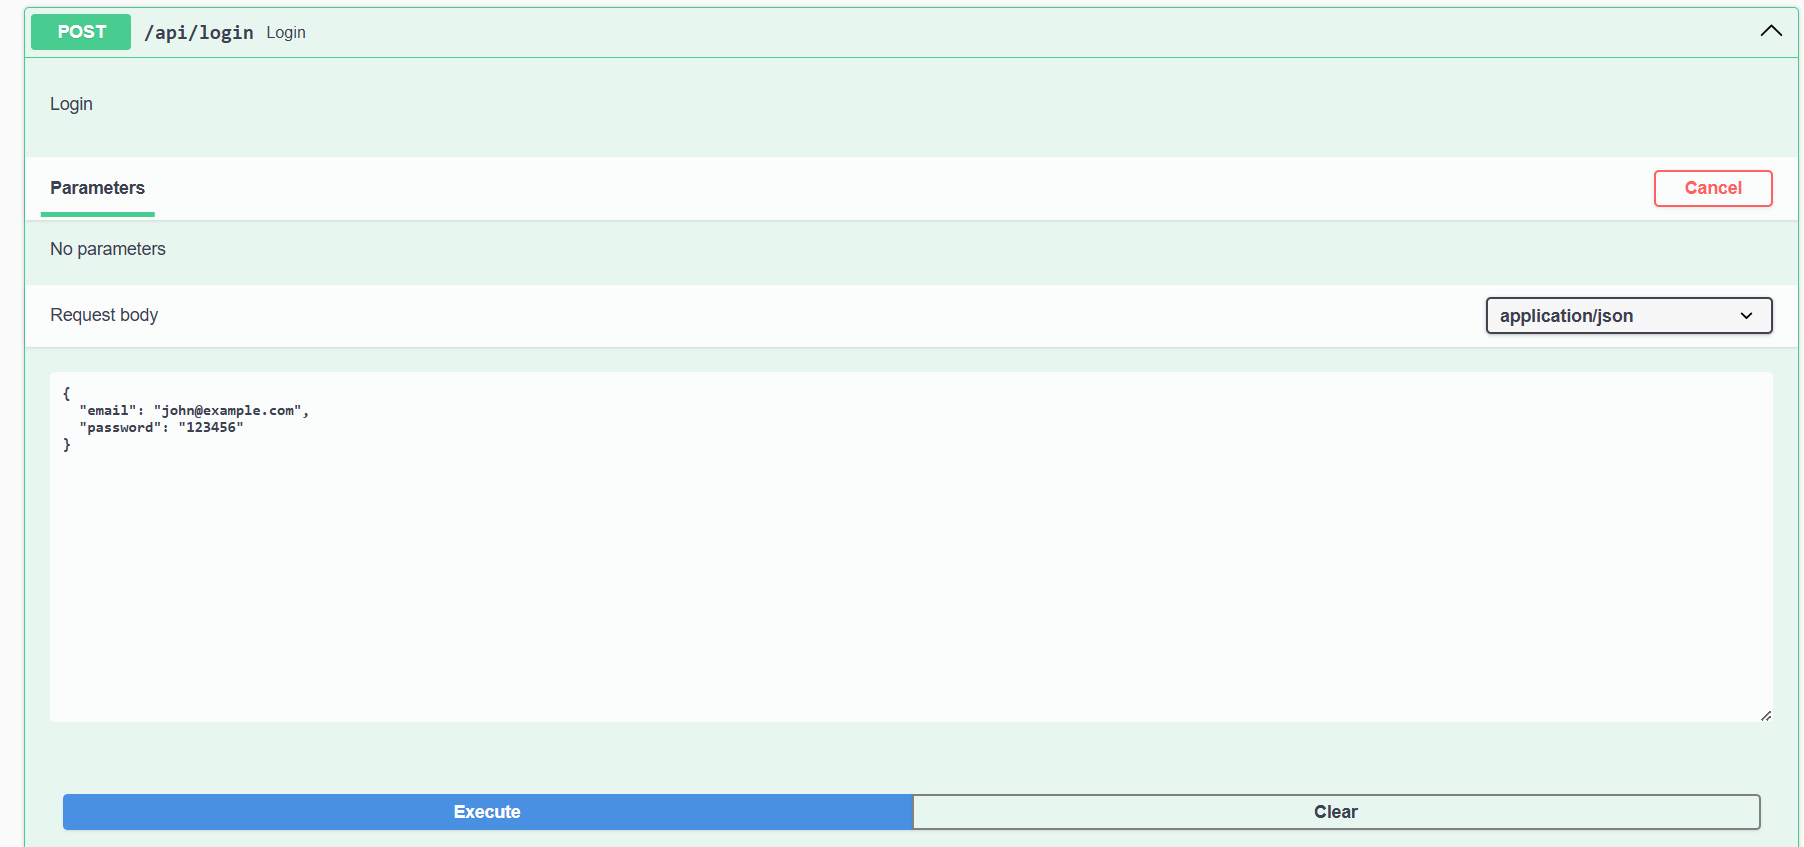 POST /api/login Login
Login
Parameters
Cancel
No parameters
Request body
application/json
{
  "email": "john@example.com",
  "password": "123456"
}
Execute
Clear